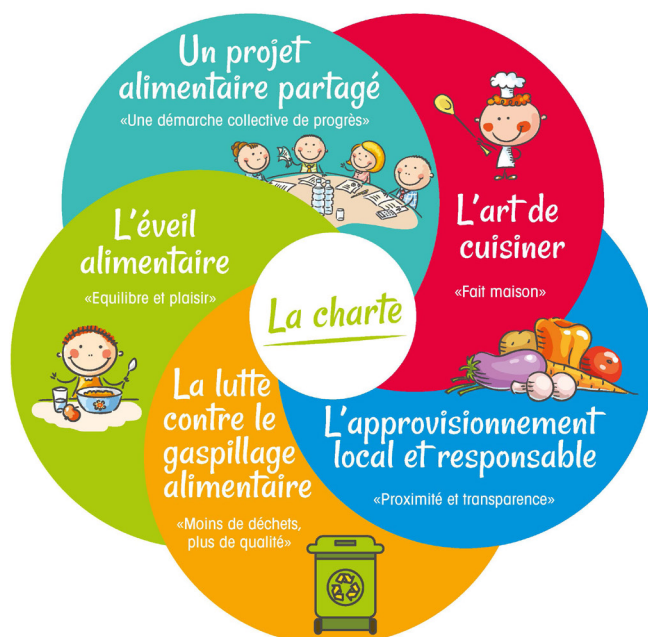 Un projet
alimentaire partagé
«Une démarche collective de progrès»
L'art de
cuisiner
«Fait maison»
L'approvisionnement
local et responsable
«Proximité et transparence»
La lutte
contre le
gaspillage
alimentaire
«Moins de déchets,
plus de qualité»
L'éveil
alimentaire
«Equilibre et plaisir»
La charte